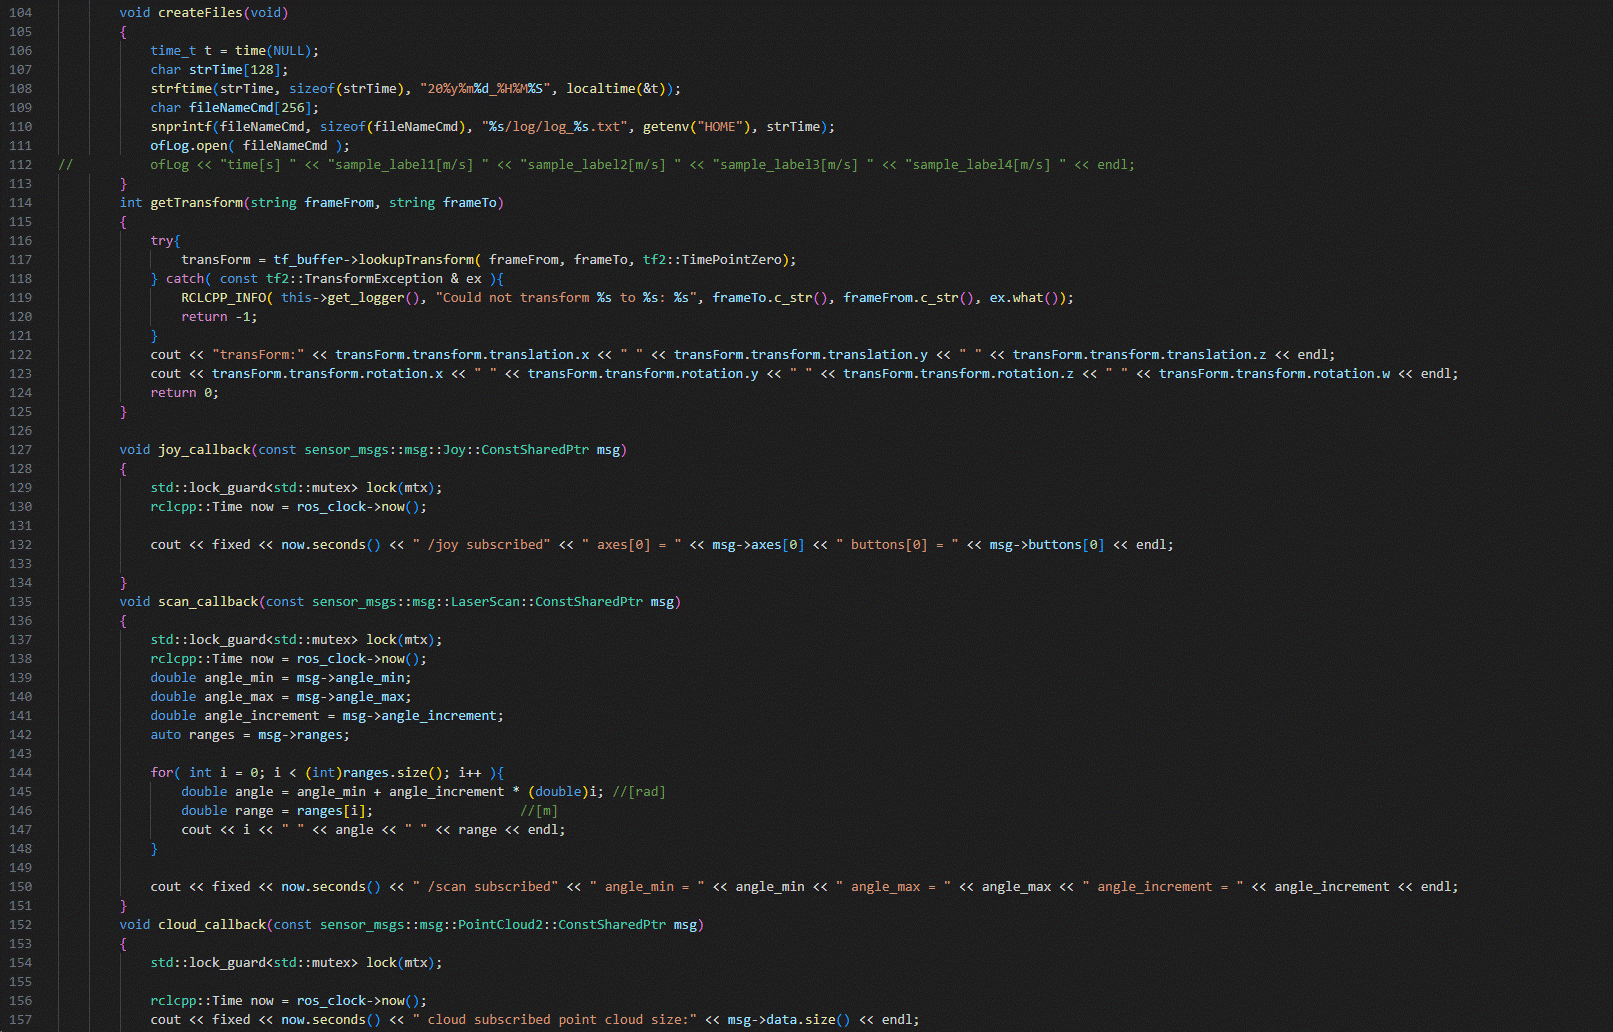 104 void createFiles(void)
105 {
106 time_t t = time(NULL);
107 char strTime[128];
108 strftime(strTime, sizeof(strTime), "20%y%m%d_%H%M%S", localtime(&t));
109 char fileNameCmd[256];
110 snprintf(fileNameCmd, sizeof(fileNameCmd), "%s/log/log_%s.txt", getenv("HOME"), strTime);
111 ofLog.open( fileNameCmd );
112 // ofLog << "time[s] " << "sample_label1[m/s] " << "sample_label2[m/s] " << "sample_label3[m/s] " << "sample_label4[m/s] " << endl;
113 }
114 int getTransform(string frameFrom, string frameTo)
115 {
116 try{
117 transForm = tf_buffer->lookupTransform( frameFrom, frameTo, tf2::TimePointZero);
118 } catch( const tf2::TransformException & ex ){
119 RCLCPP_INFO( this->get_logger(), "Could not transform %s to %s: %s", frameTo.c_str(), frameFrom.c_str(), ex.what());
120 return -1;
121 }
122 cout << "transForm:" << transForm.transform.translation.x << " " << transForm.transform.translation.y << " " << transForm.transform.translation.z << endl;
123 cout << transForm.transform.rotation.x << " " << transForm.transform.rotation.y << " " << transForm.transform.rotation.z << " " << transForm.transform.rotation.w << endl;
124 return 0;
125 }
126
127 void joy_callback(const sensor_msgs::msg::Joy::ConstSharedPtr msg)
128 {
129 std::lock_guard<std::mutex> lock(mtx);
130 rclcpp::Time now = ros_clock->now();
131
132 cout << fixed << now.seconds() << " /joy subscribed" << " axes[0] = " << msg->axes[0] << " buttons[0] = " << msg->buttons[0] << endl;
133
134 }
135 void scan_callback(const sensor_msgs::msg::LaserScan::ConstSharedPtr msg)
136 {
137 std::lock_guard<std::mutex> lock(mtx);
138 rclcpp::Time now = ros_clock->now();
139 double angle_min = msg->angle_min;
140 double angle_max = msg->angle_max;
141 double angle_increment = msg->angle_increment;
142 auto ranges = msg->ranges;
143
144 for( int i = 0; i < (int)ranges.size(); i++ ){
145 double angle = angle_min + angle_increment * (double)i; //[rad]
146 double range = ranges[i]; //[m]
147 cout << i << " " << angle << " " << range << endl;
148 }
149
150 cout << fixed << now.seconds() << " /scan subscribed" << " angle_min = " << angle_min << " angle_max = " << angle_max << " angle_increment = " << angle_increment << endl;
151 }
152 void cloud_callback(const sensor_msgs::msg::PointCloud2::ConstSharedPtr msg)
153 {
154 std::lock_guard<std::mutex> lock(mtx);
155
156 rclcpp::Time now = ros_clock->now();
157 cout << fixed << now.seconds() << " cloud subscribed point cloud size:" << msg->data.size() << endl;